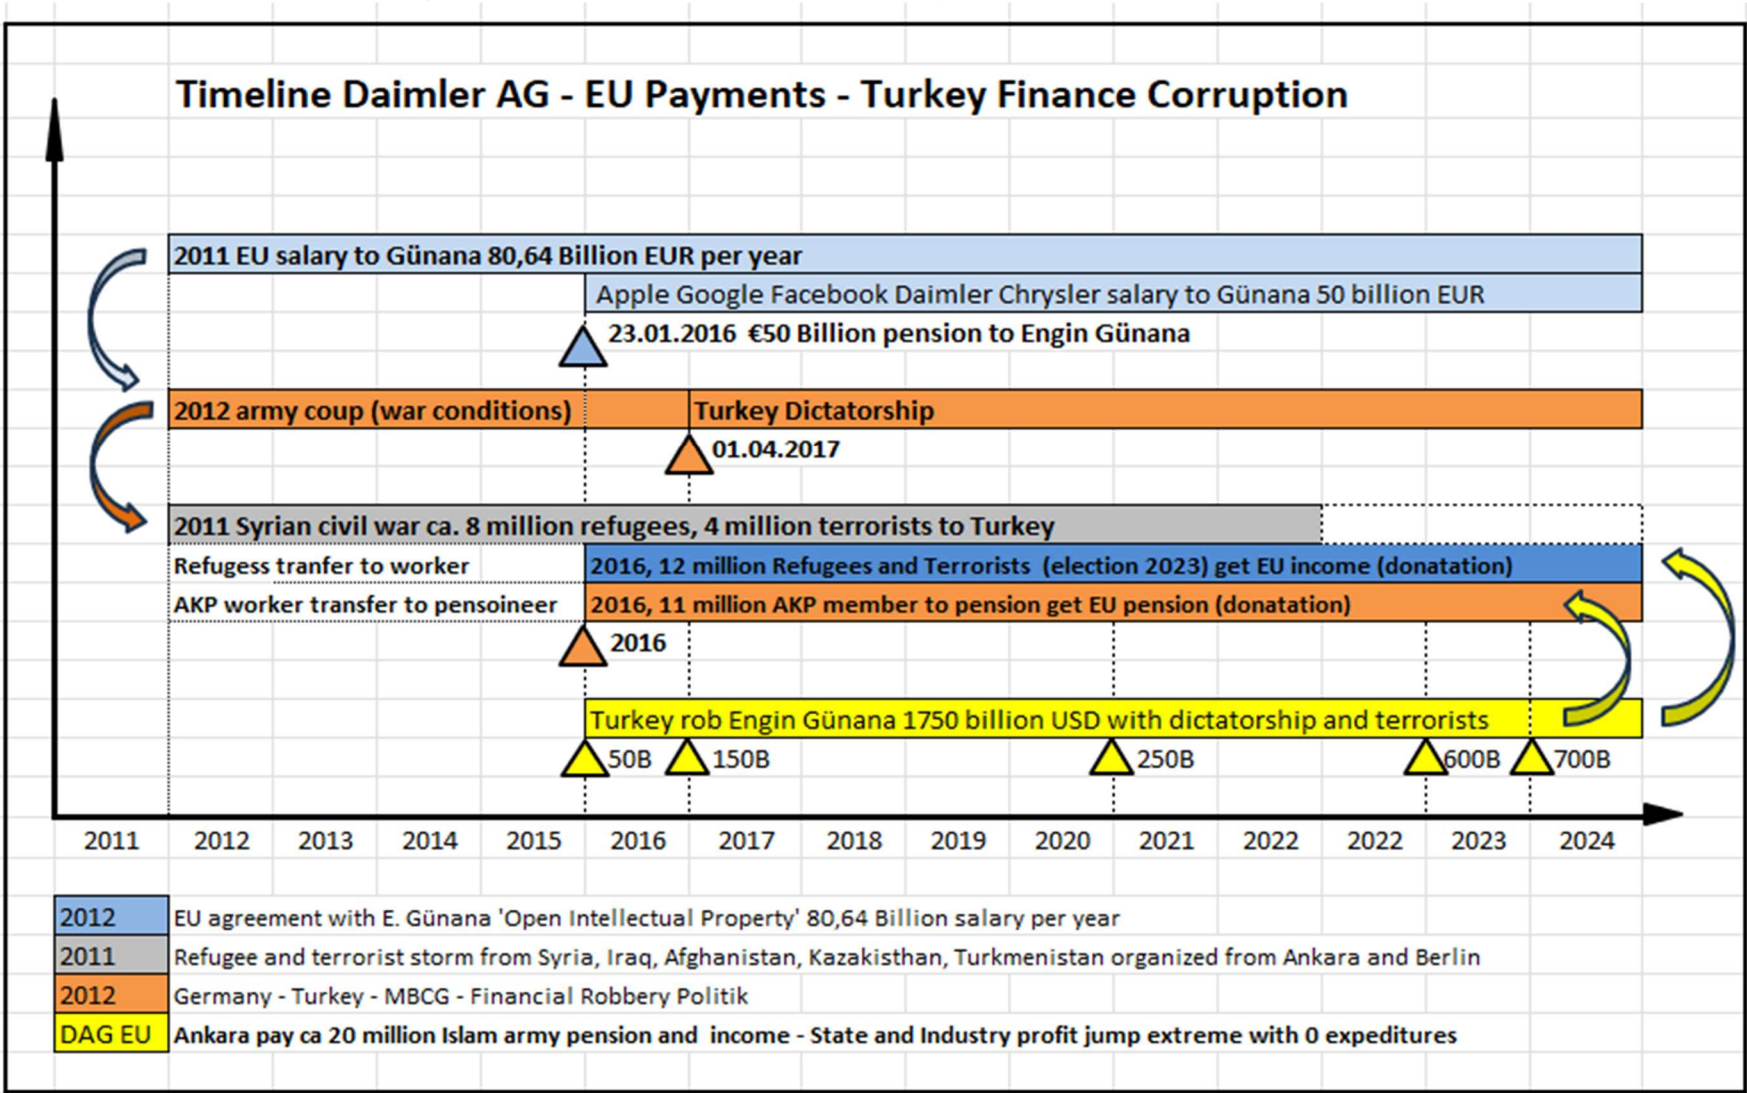 Timeline Daimler AG - EU Payments - Turkey Finance Corruption
2011 EU salary to Günana 80,64 Billion EUR per year
Apple Google Facebook Daimler Chrysler salary to Günana 50 billion EUR
23.01.2016 €50 Billion pension to Engin Günana
2012 army coup (war conditions)
Turkey Dictatorship
01.04.2017
2011 Syrian civil war ca. 8 million refugees, 4 million terrorists to Turkey
Refugess tranfer to worker
2016, 12 million Refugees and Terrorists (election 2023) get EU income (donatation)
AKP worker transfer to pensoineer
2016, 11 million AKP member to pension get EU pension (donatation)
2016
Turkey rob Engin Günana 1750 billion USD with dictatorship and terrorists
50B 150B 250B 600B 700B
2011 2012 2013 2014 2015 2016 2017 2018 2019 2020 2021 2022 2022 2023 2024
2012 EU agreement with E. Günana 'Open Intellectual Property' 80,64 Billion salary per year
2011 Refugee and terrorist storm from Syria, Iraq, Afghanistan, Kazakisthan, Turkmenistan organized from Ankara and Berlin
2012 Germany - Turkey - MBCG - Financial Robbery Politik
DAG EU Ankara pay ca 20 million Islam army pension and income - State and Industry profit jump extreme with 0 expeditures